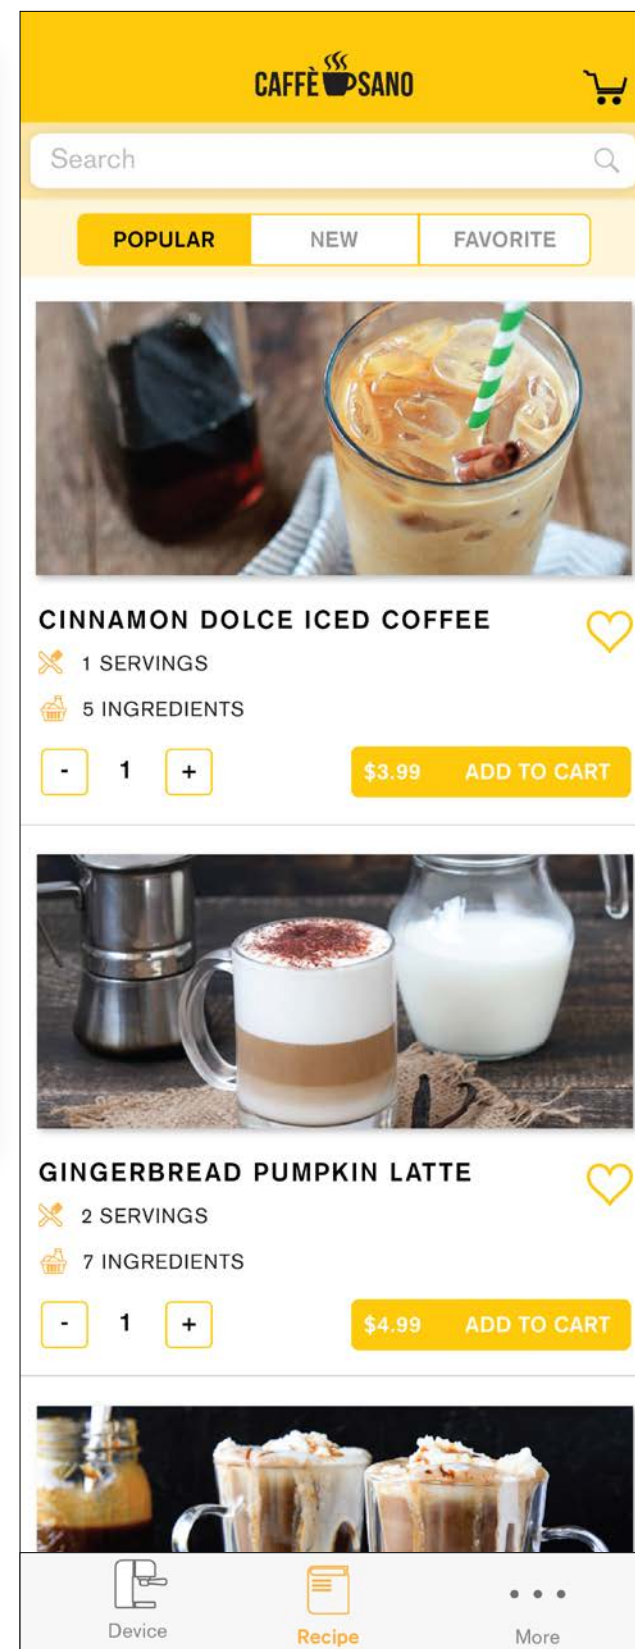 CAFFÈ SANO
Search
POPULAR NEW FAVORITE
CINNAMON DOLCE ICED COFFEE
1 SERVINGS
5 INGREDIENTS
- 1 + $3.99 ADD TO CART
GINGERBREAD PUMPKIN LATTE
2 SERVINGS
7 INGREDIENTS
- 1 + $4.99 ADD TO CART
Device Recipe More